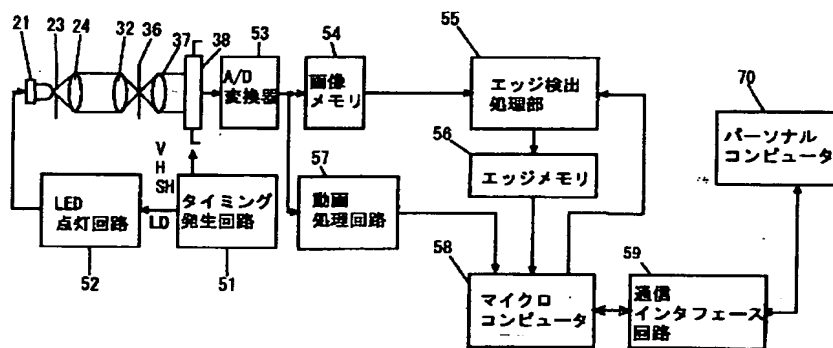 21 23 24 32 36 37 38 53 54 55
A/D
変換器
画像
メモリ
エッジ検出
処理部
70
パーソナル
コンピュータ
56
エッジメモリ
V
H
SH
57
動画
処理回路
LED
点灯回路
LD
タイミング
発生回路
52
51
58
マイクロ
コンピュータ
59
通信
インタフェース
回路